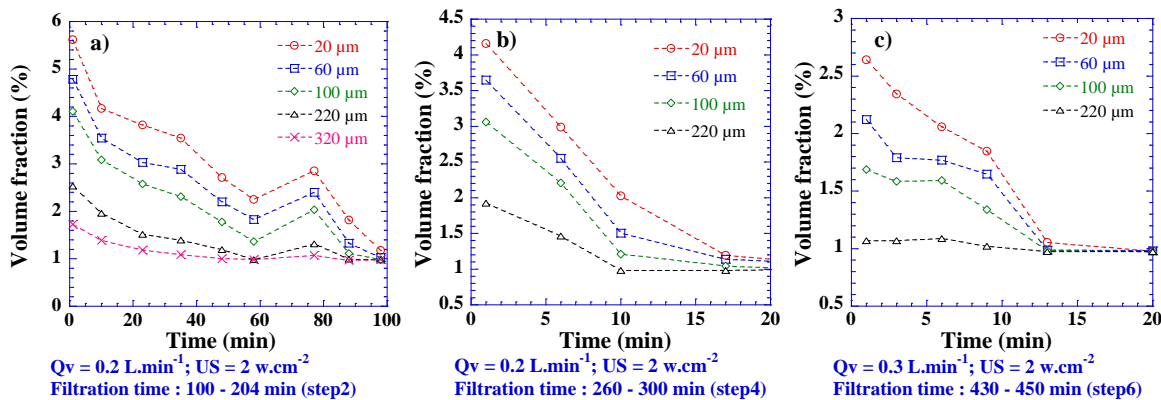 a)
20 µm
60 µm
100 µm
220 µm
320 µm
Volume fraction (%)
6
5
4
3
2
1
0
0 20 40 60 80 100
Time (min)
Qv = 0.2 L.min⁻¹; US = 2 w.cm⁻²
Filtration time : 100 - 204 min (step2)
b)
20 µm
60 µm
100 µm
220 µm
Volume fraction (%)
4.5
4
3.5
3
2.5
2
1.5
1
0.5
0 5 10 15 20
Time (min)
Qv = 0.2 L.min⁻¹; US = 2 w.cm⁻²
Filtration time : 260 - 300 min (step4)
c)
20 µm
60 µm
100 µm
220 µm
Volume fraction (%)
3
2.5
2
1.5
1
0.5
0 5 10 15 20
Time (min)
Qv = 0.3 L.min⁻¹; US = 2 w.cm⁻²
Filtration time : 430 - 450 min (step6)